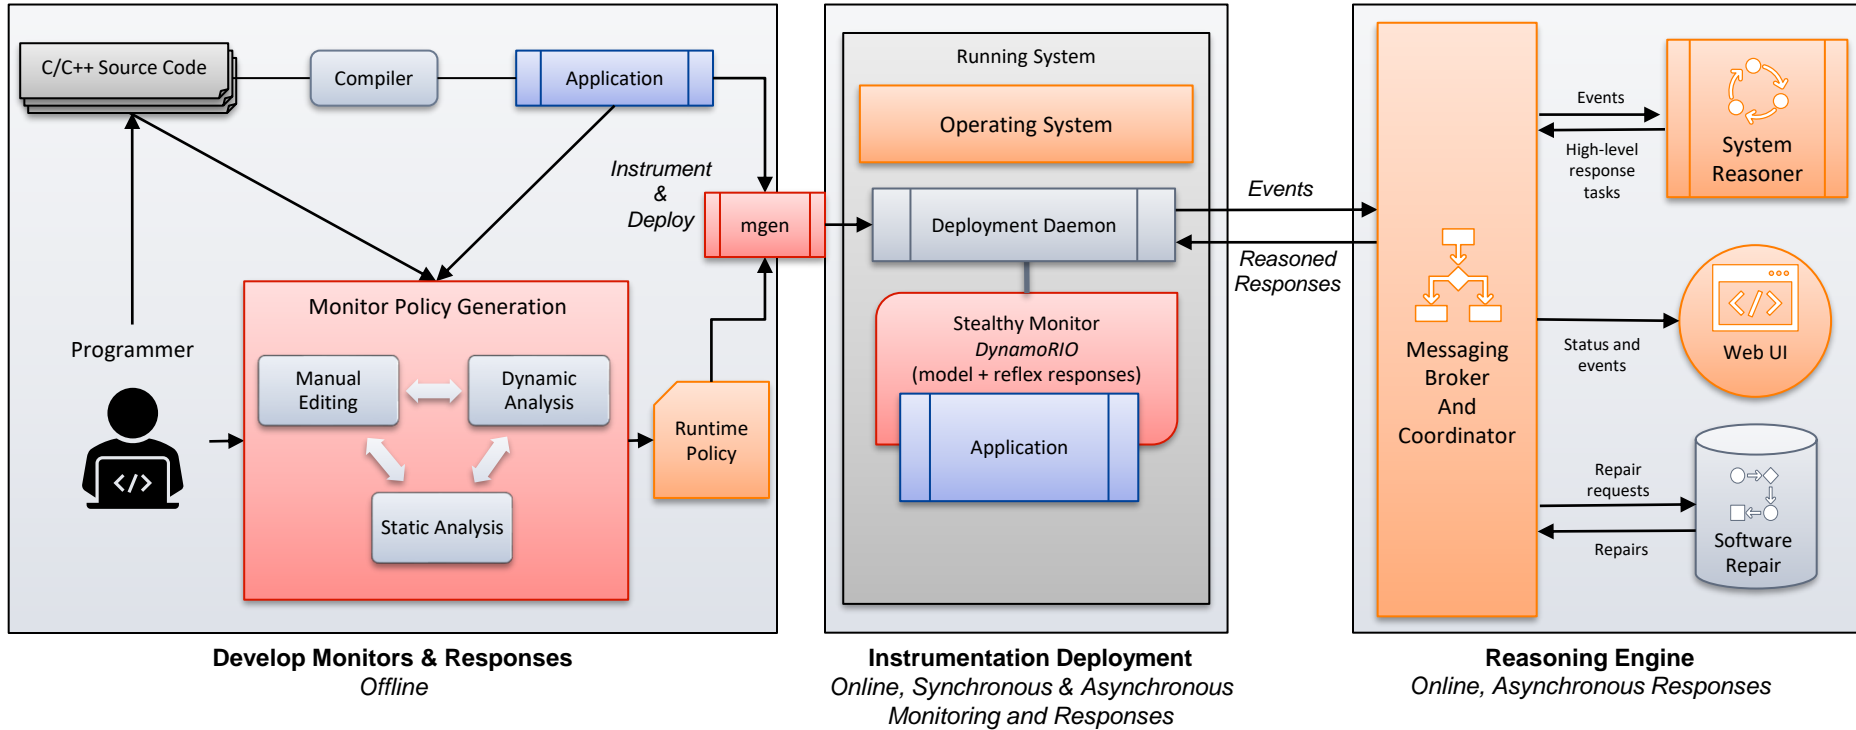 C/C++ Source Code
Compiler
Application
Instrument
&
Deploy
mgen
Monitor Policy Generation
Manual
Editing
Dynamic
Analysis
Static Analysis
Programmer
Runtime
Policy
Develop Monitors & Responses
Offline
Running System
Operating System
Deployment Daemon
Stealthy Monitor
DynamoRIO
(model + reflex responses)
Application
Instrumentation Deployment
Online, Synchronous & Asynchronous
Monitoring and Responses
Events
Reasoned
Responses
Messaging
Broker
And
Coordinator
Events
High-level
response
tasks
System
Reasoner
Status and
events
Web UI
Repair
requests
Repairs
Software
Repair
Reasoning Engine
Online, Asynchronous Responses